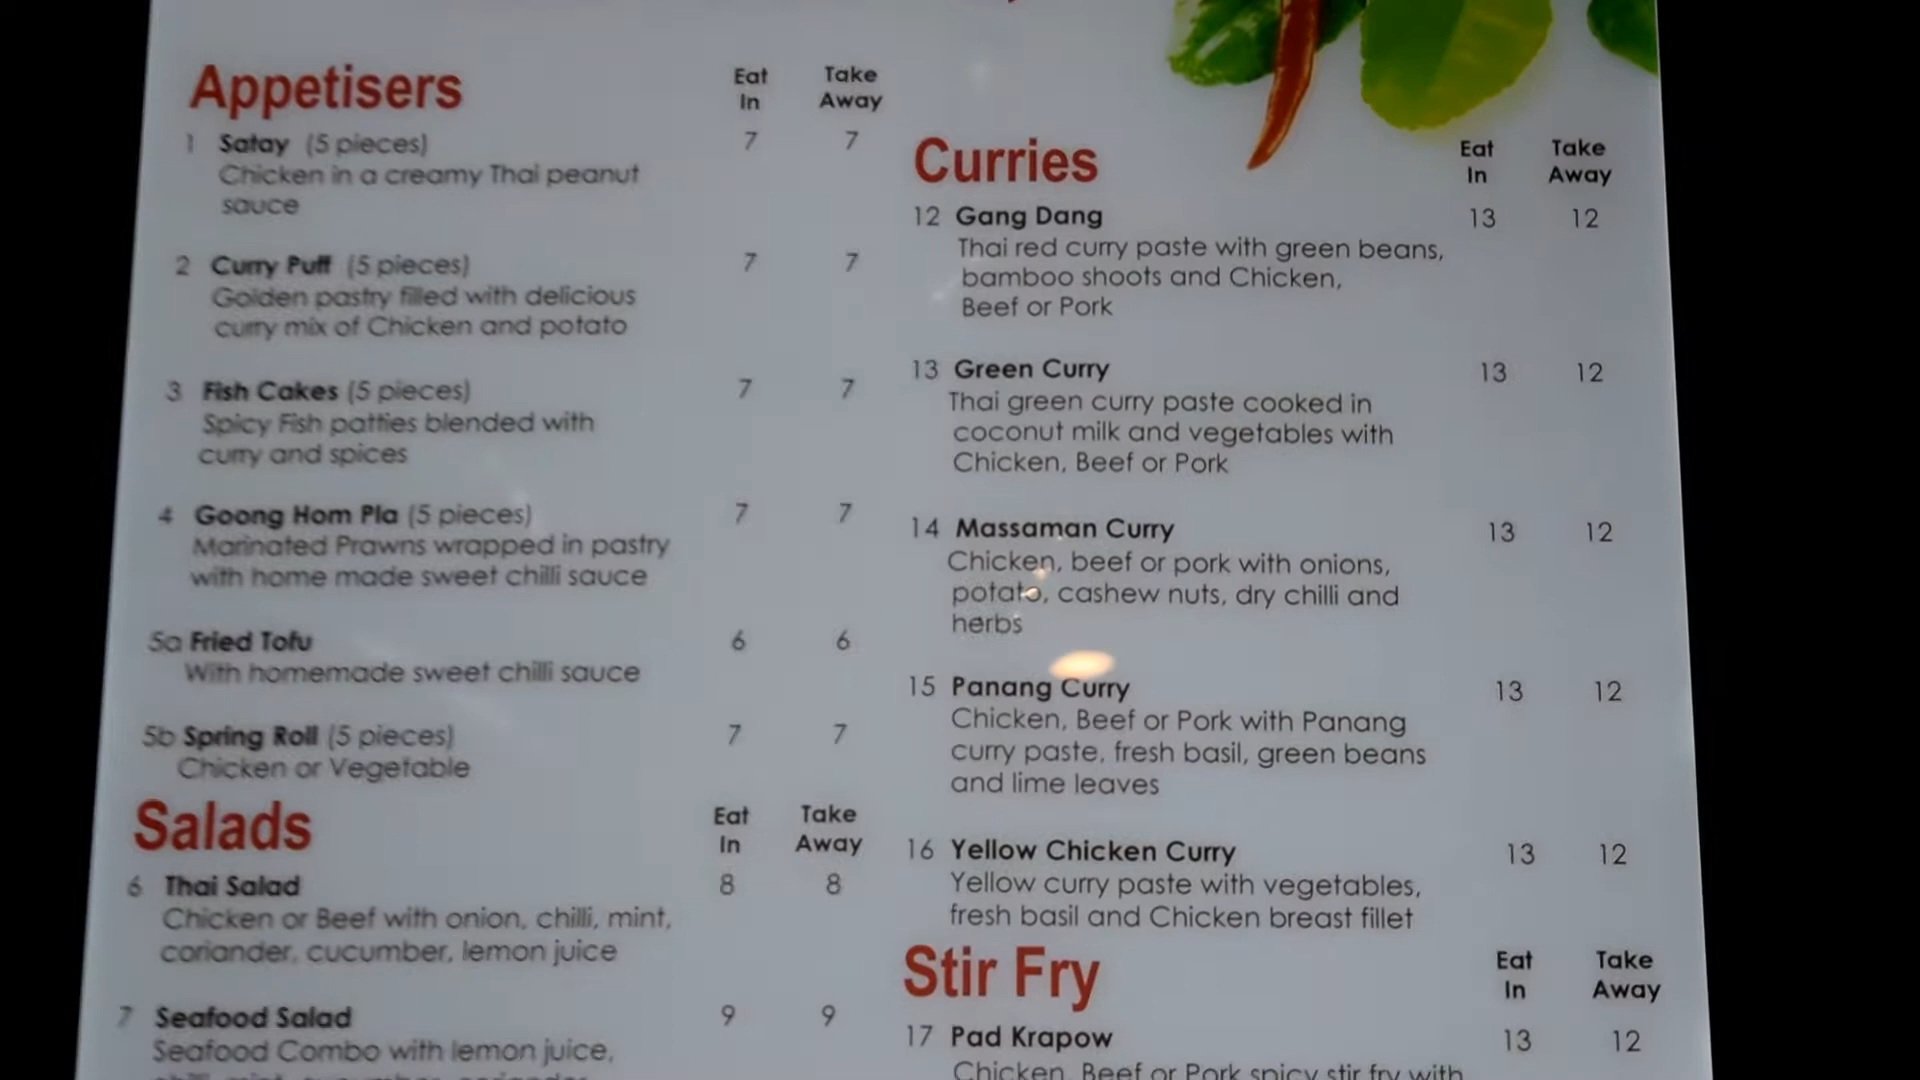 Appetisers Eat Take
In Away
1 Satay (5 pieces) 7 7
Chicken in a creamy Thai peanut
sauce
2 Curry Puff (5 pieces) 7 7
Golden pastry filled with delicious
curry mix of Chicken and potato
3 Fish Cakes (5 pieces) 7 7
Spicy Fish patties blended with
curry and spices
4 Goong Hom Pla (5 pieces) 7 7
Marinated Prawns wrapped in pastry
with home made sweet chilli sauce
5a Fried Tofu 6 6
With homemade sweet chilli sauce
5b Spring Roll (5 pieces) 7 7
Chicken or Vegetable
Salads Eat Take
In Away
6 Thai Salad 8 8
Chicken or Beef with onion, chilli, mint,
coriander, cucumber, lemon juice
7 Seafood Salad 9 9
Seafood Combo with lemon juice,
Curries Eat Take
In Away
12 Gang Dang 13 12
Thai red curry paste with green beans,
bamboo shoots and Chicken,
Beef or Pork
13 Green Curry 13 12
Thai green curry paste cooked in
coconut milk and vegetables with
Chicken, Beef or Pork
14 Massaman Curry 13 12
Chicken, beef or pork with onions,
potato, cashew nuts, dry chilli and
herbs
15 Panang Curry 13 12
Chicken, Beef or Pork with Panang
curry paste, fresh basil, green beans
and lime leaves
16 Yellow Chicken Curry 13 12
Yellow curry paste with vegetables,
fresh basil and Chicken breast fillet
Stir Fry Eat Take
In Away
17 Pad Krapow 13 12
Chicken, Beef or Pork spicy stir fry with